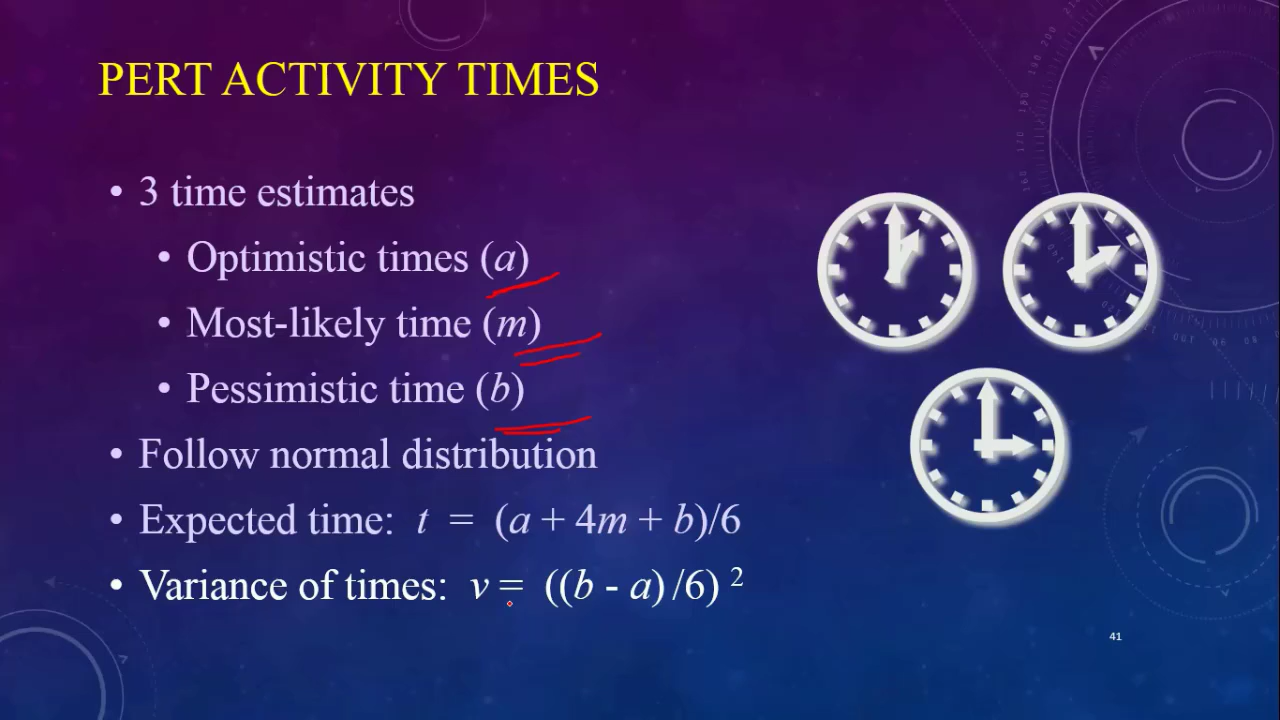 PERT ACTIVITY TIMES
• 3 time estimates
• Optimistic times (a)
• Most-likely time (m)
• Pessimistic time (b)
• Follow normal distribution
• Expected time: t = (a + 4m + b)/6
• Variance of times: v = ((b - a) /6) ²
41